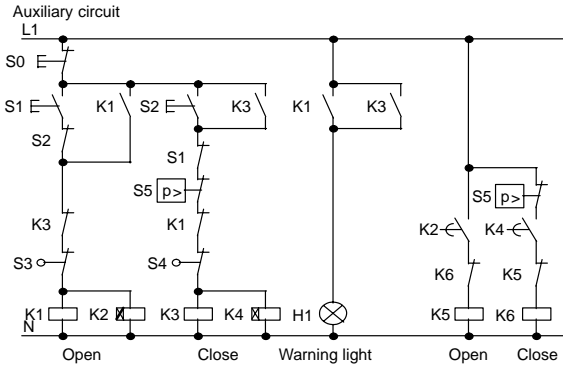 Auxiliary circuit
L1
S0
S1 K1 S2 K3 K1 K3
S2
S1
S5 p> S5 p>
K3 K1 K2 K4
S3 S4 K6 K5
K1 K2 K3 K4 H1 K5 K6
N
Open Close Warning light Open Close